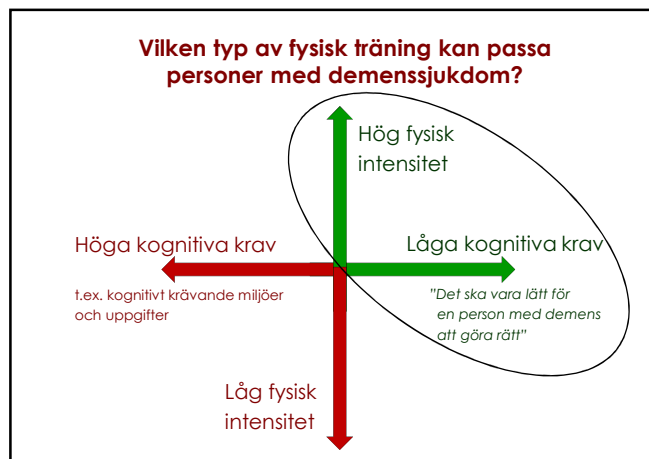 Vilken typ av fysisk träning kan passa
personer med demenssjukdom?
Hög fysisk
intensitet
Höga kognitiva krav
Låga kognitiva krav
t.ex. kognitivt krävande miljöer
och uppgifter
”Det ska vara lätt för
en person med demens
att göra rätt”
Låg fysisk
intensitet